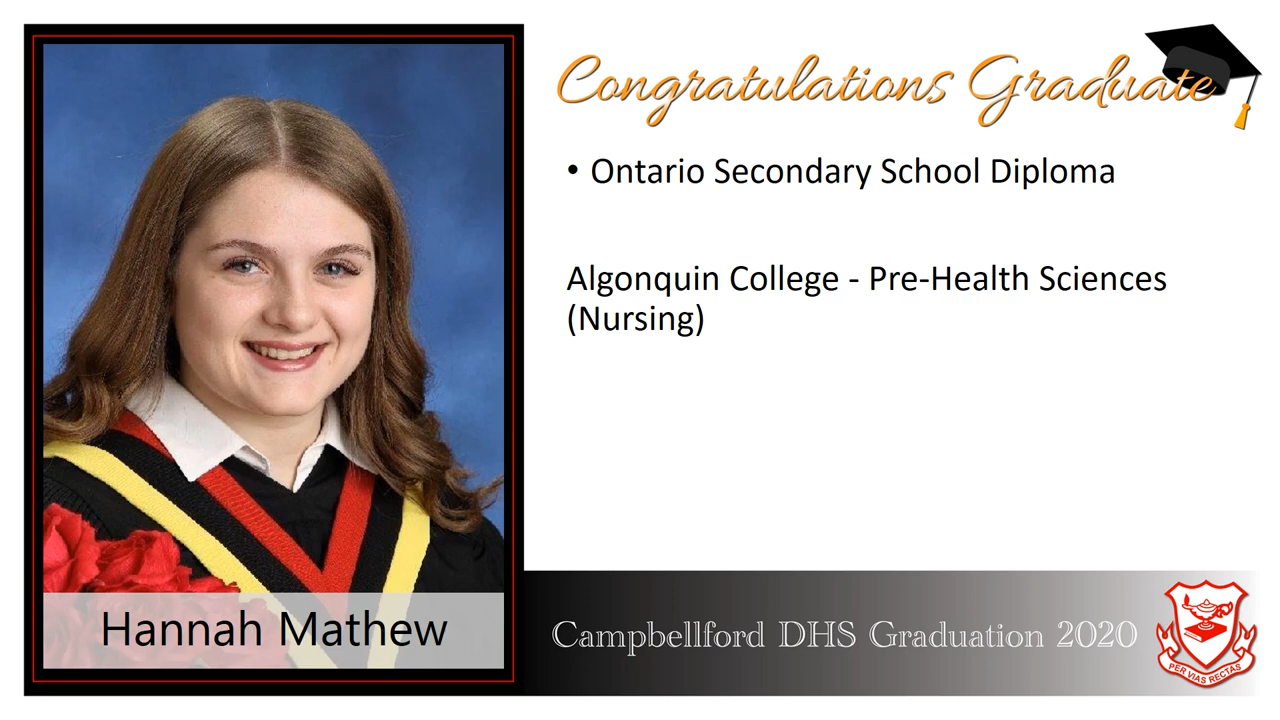 Congratulations Graduate
• Ontario Secondary School Diploma
Algonquin College - Pre-Health Sciences
(Nursing)
Hannah Mathew
Campbellford DHS Graduation 2020
PER VIAS RECTAS